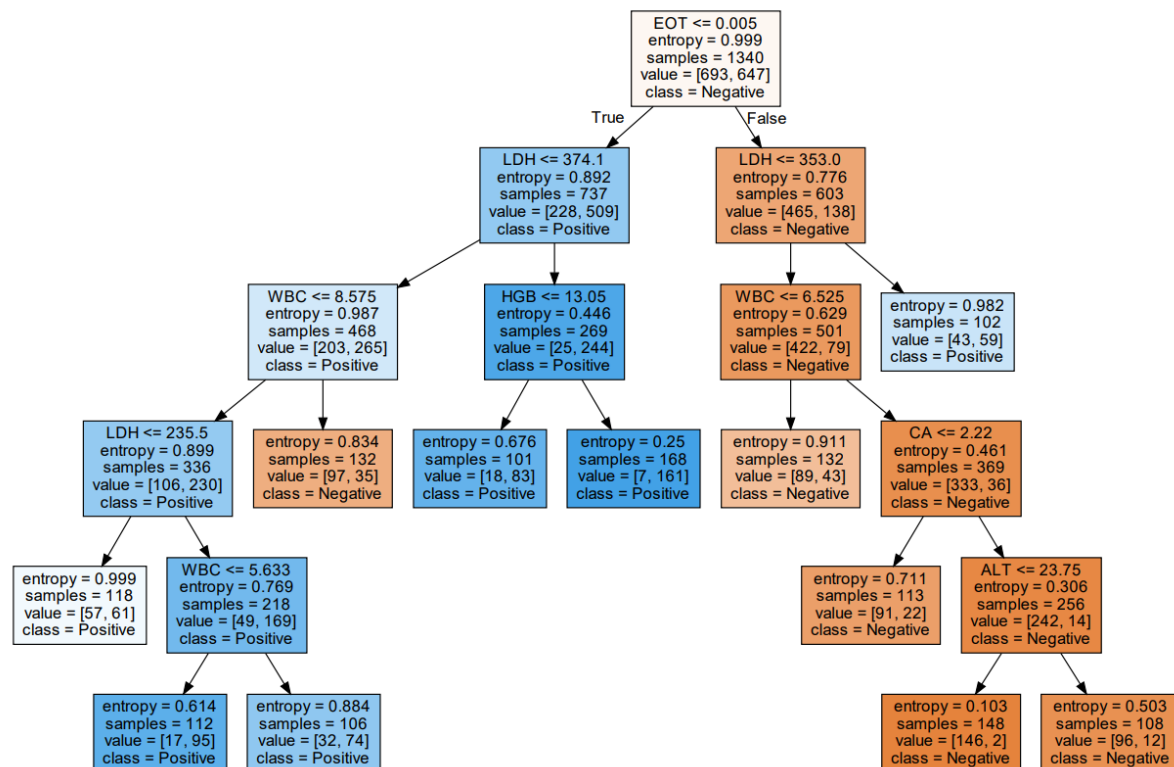 EOT <= 0.005
entropy = 0.999
samples = 1340
value = [693, 647]
class = Negative
True
False
LDH <= 374.1
entropy = 0.892
samples = 737
value = [228, 509]
class = Positive
LDH <= 353.0
entropy = 0.776
samples = 603
value = [465, 138]
class = Negative
WBC <= 8.575
entropy = 0.987
samples = 468
value = [203, 265]
class = Positive
HGB <= 13.05
entropy = 0.446
samples = 269
value = [25, 244]
class = Positive
WBC <= 6.525
entropy = 0.629
samples = 501
value = [422, 79]
class = Negative
entropy = 0.982
samples = 102
value = [43, 59]
class = Positive
LDH <= 235.5
entropy = 0.899
samples = 336
value = [106, 230]
class = Positive
entropy = 0.834
samples = 132
value = [97, 35]
class = Negative
entropy = 0.676
samples = 101
value = [18, 83]
class = Positive
entropy = 0.25
samples = 168
value = [7, 161]
class = Positive
entropy = 0.911
samples = 132
value = [89, 43]
class = Negative
CA <= 2.22
entropy = 0.461
samples = 369
value = [333, 36]
class = Negative
entropy = 0.999
samples = 118
value = [57, 61]
class = Positive
WBC <= 5.633
entropy = 0.769
samples = 218
value = [49, 169]
class = Positive
entropy = 0.711
samples = 113
value = [91, 22]
class = Negative
ALT <= 23.75
entropy = 0.306
samples = 256
value = [242, 14]
class = Negative
entropy = 0.614
samples = 112
value = [17, 95]
class = Positive
entropy = 0.884
samples = 106
value = [32, 74]
class = Positive
entropy = 0.103
samples = 148
value = [146, 2]
class = Negative
entropy = 0.503
samples = 108
value = [96, 12]
class = Negative